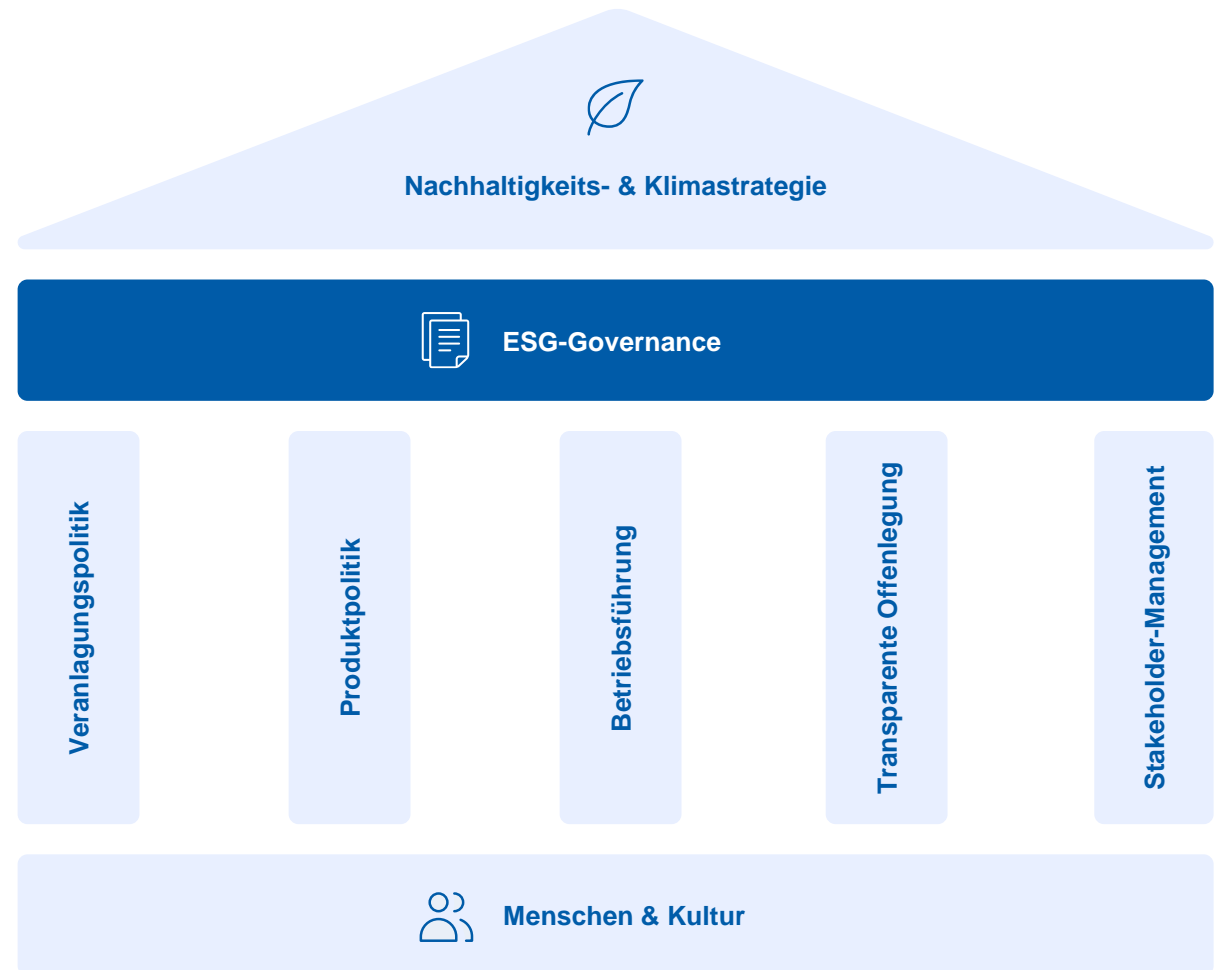 Nachhaltigkeits- & Klimastrategie
ESG-Governance
Veranlagungspolitik
Produktpolitik
Betriebsführung
Transparente Offenlegung
Stakeholder-Management
Menschen & Kultur